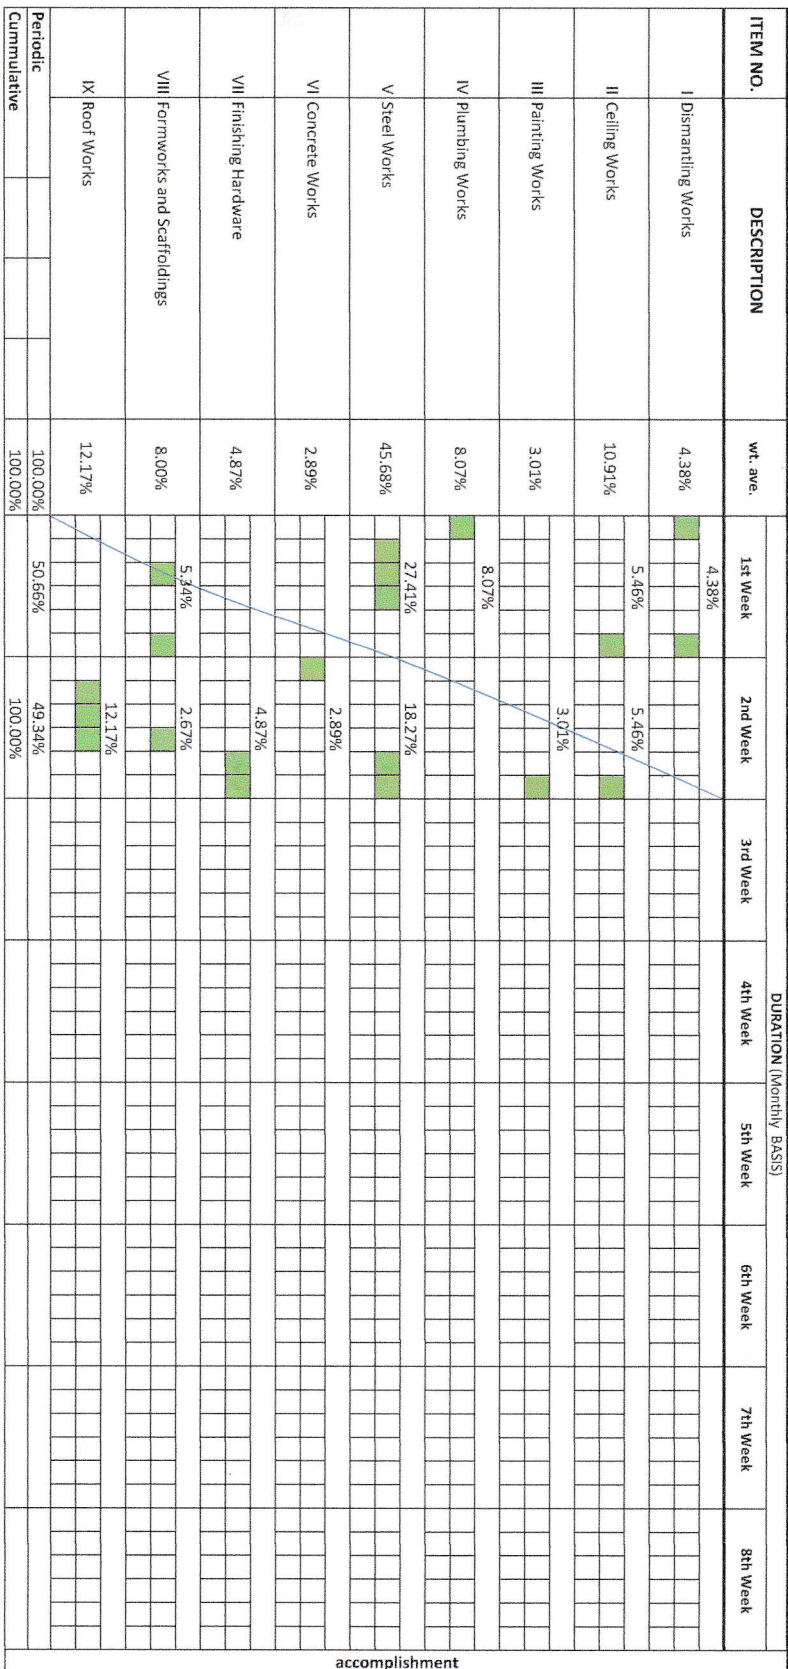 ITEM NO. DESCRIPTION wt. ave. DURATION (Monthly BASIS)
1st Week 2nd Week 3rd Week 4th Week 5th Week 6th Week 7th Week 8th Week
I Dismantling Works 4.38% 4.38%
II Ceiling Works 10.91% 5.46% 5.46%
III Painting Works 3.01% 3.01%
IV Plumbing Works 8.07% 8.07%
V Steel Works 45.68% 27.41% 18.27%
VI Concrete Works 2.89% 2.89%
VII Finishing Hardware 4.87% 4.87%
VIII Formworks and Scaffoldings 8.00% 5.34% 2.67%
IX Roof Works 12.17% 12.17%
Periodic 100.00% 50.66% 49.34%
Cummulative 100.00% 100.00%
accomplishment